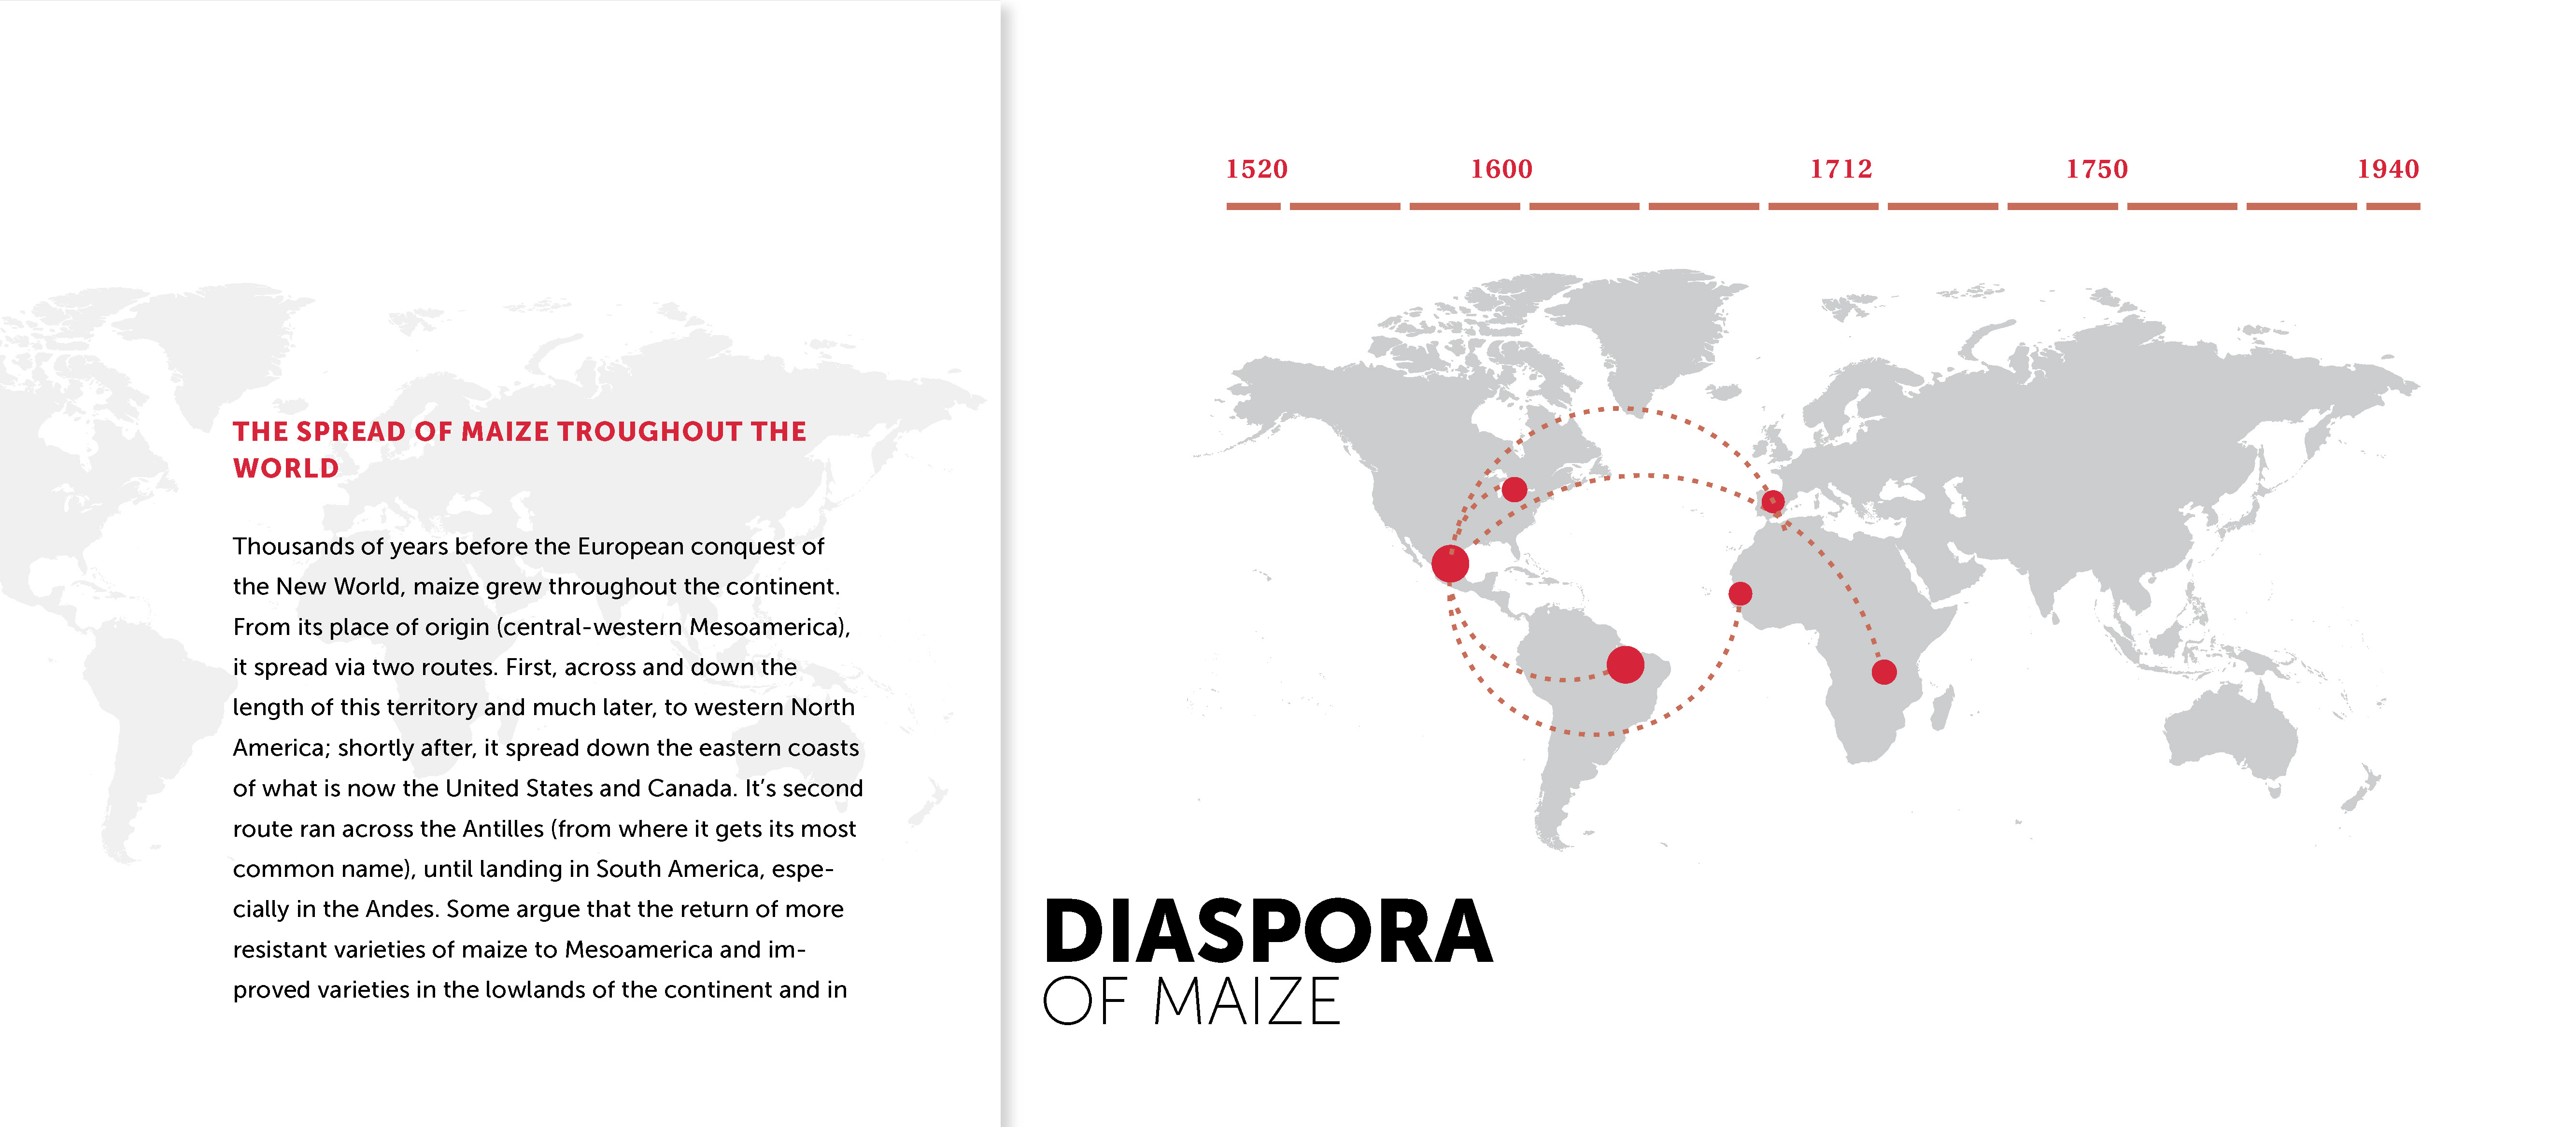 THE SPREAD OF MAIZE TROUGHOUT THE
WORLD
Thousands of years before the European conquest of
the New World, maize grew throughout the continent.
From its place of origin (central-western Mesoamerica),
it spread via two routes. First, across and down the
length of this territory and much later, to western North
America; shortly after, it spread down the eastern coasts
of what is now the United States and Canada. It’s second
route ran across the Antilles (from where it gets its most
common name), until landing in South America, espe-
cially in the Andes. Some argue that the return of more
resistant varieties of maize to Mesoamerica and im-
proved varieties in the lowlands of the continent and in
1520 1600 1712 1750 1940
DIASPORA
OF MAIZE